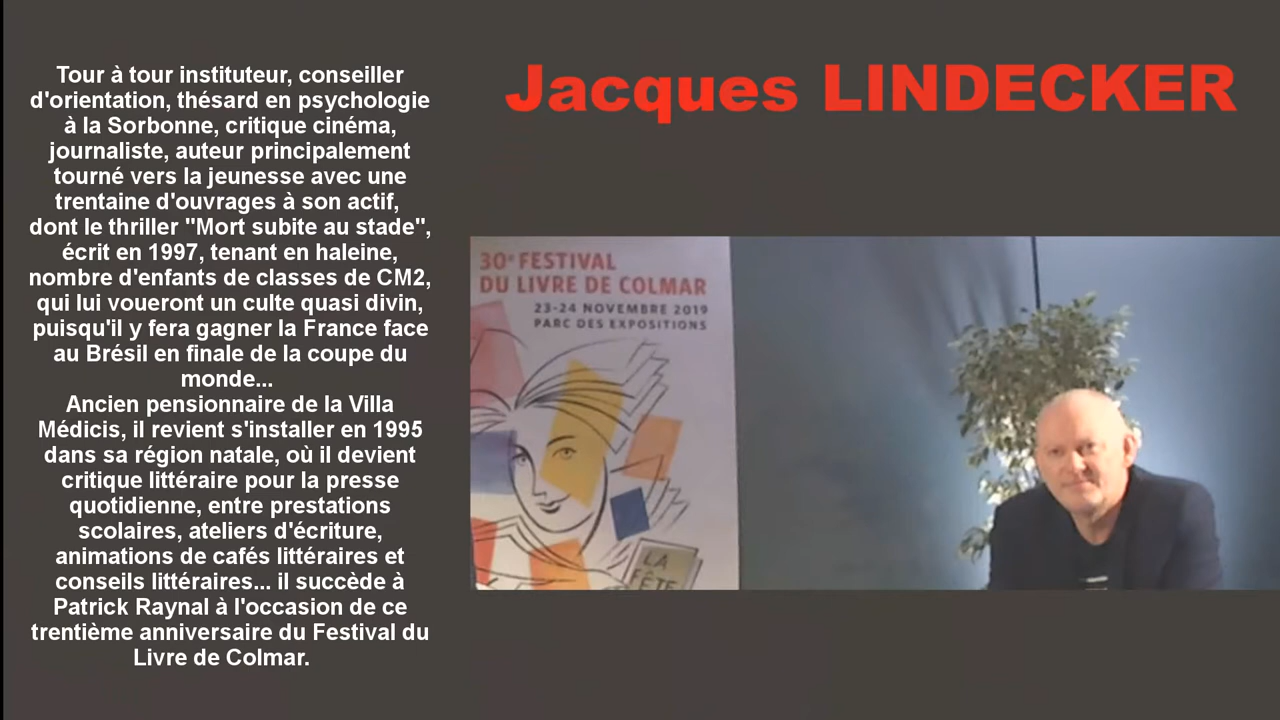 Jacques LINDECKER
Tour à tour instituteur, conseiller
d'orientation, thésard en psychologie
à la Sorbonne, critique cinéma,
journaliste, auteur principalement
tourné vers la jeunesse avec une
trentaine d'ouvrages à son actif,
dont le thriller "Mort subite au stade",
écrit en 1997, tenant en haleine,
nombre d'enfants de classes de CM2,
qui lui voueront un culte quasi divin,
puisqu'il y fera gagner la France face
au Brésil en finale de la coupe du
monde...
Ancien pensionnaire de la Villa
Médicis, il revient s'installer en 1995
dans sa région natale, où il devient
critique littéraire pour la presse
quotidienne, entre prestations
scolaires, ateliers d'écriture,
animations de cafés littéraires et
conseils littéraires... il succède à
Patrick Raynal à l'occasion de ce
trentième anniversaire du Festival du
Livre de Colmar.
30e FESTIVAL
DU LIVRE DE COLMAR
23-24 NOVEMBRE 2019
PARC DES EXPOSITIONS
LA
FÊTE